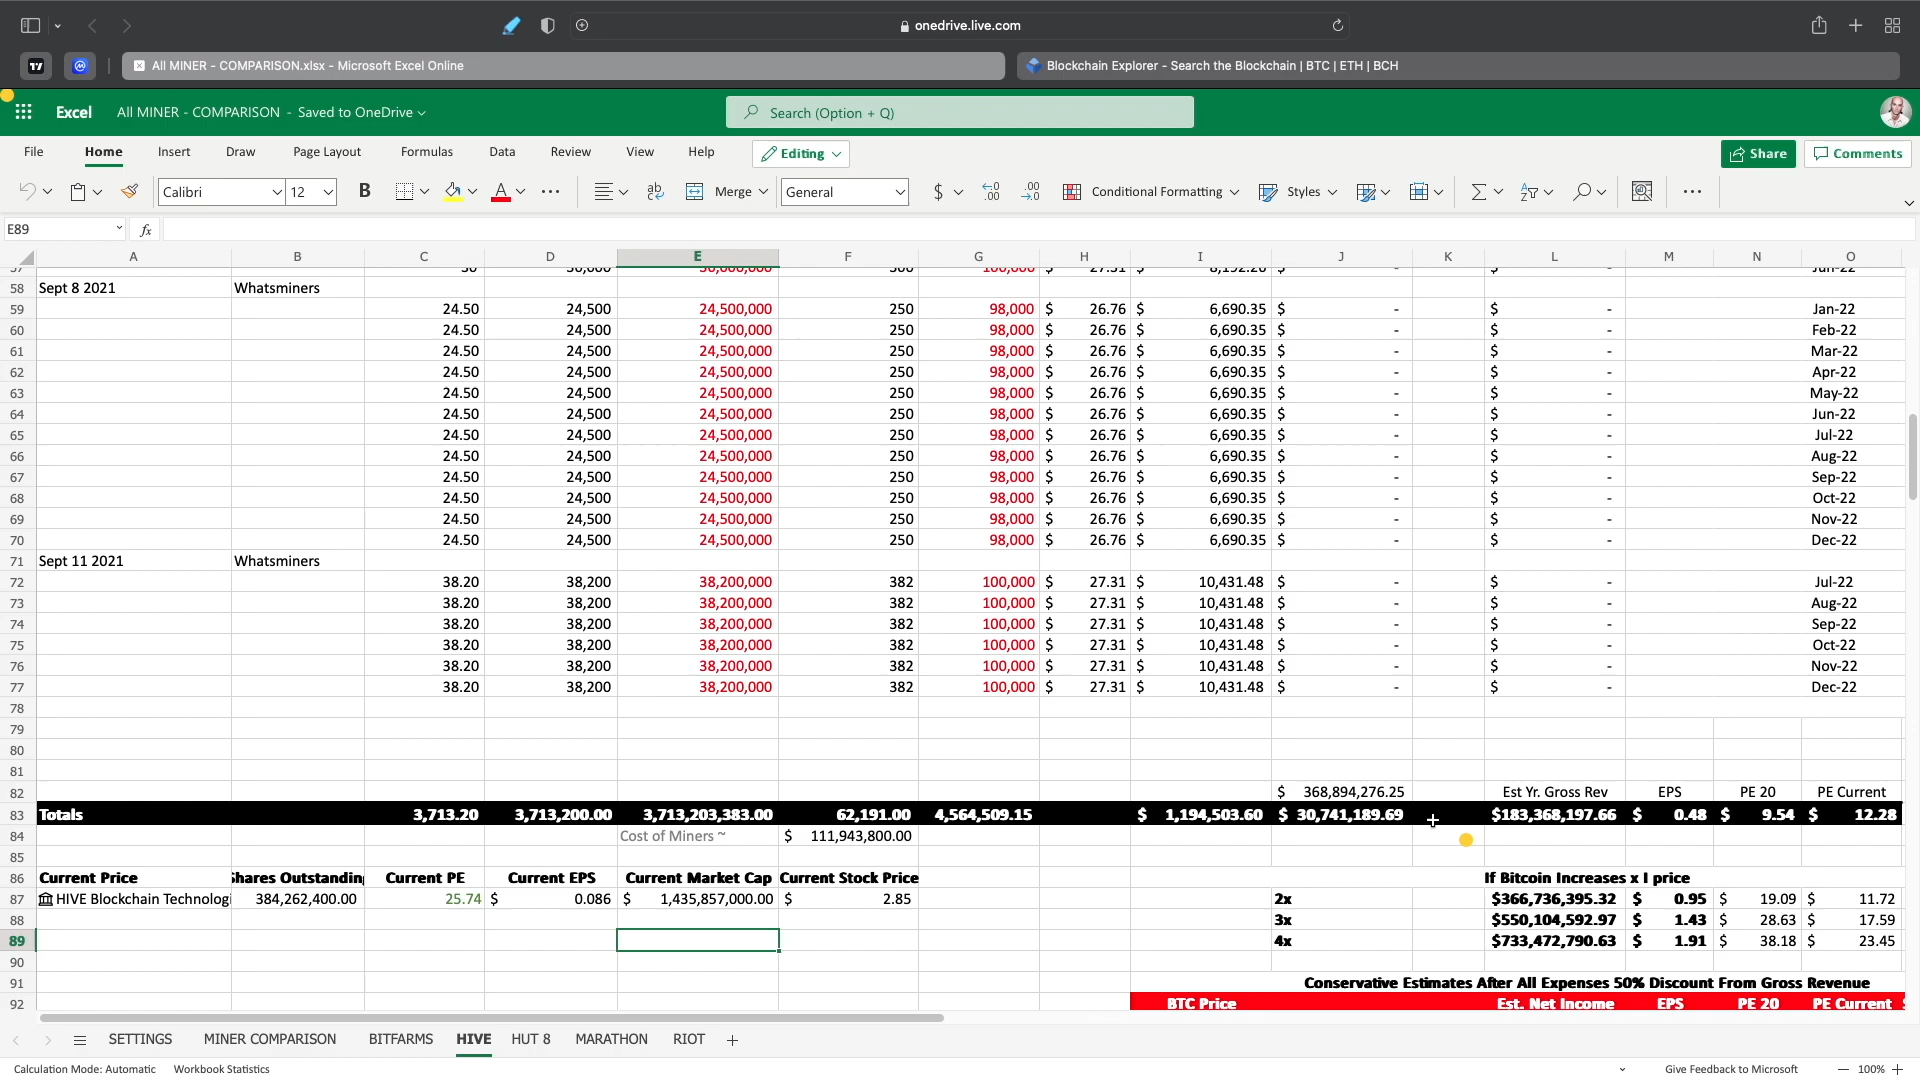 onedrive.live.com
All MINER - COMPARISON.xlsx - Microsoft Excel Online
Blockchain Explorer - Search the Blockchain | BTC | ETH | BCH
Excel All MINER - COMPARISON - Saved to OneDrive
Search (Option + Q)
File Home Insert Draw Page Layout Formulas Data Review View Help Editing Share Comments
Calibri 12 B A ab Merge General $ .00 Conditional Formatting Styles
E89 fx
A B C D E F G H I J K L M N O
58 Sept 8 2021 Whatsminers
59 24.50 24,500 24,500,000 250 98,000 $ 26.76 $ 6,690.35 $ - $ - Jan-22
60 24.50 24,500 24,500,000 250 98,000 $ 26.76 $ 6,690.35 $ - $ - Feb-22
61 24.50 24,500 24,500,000 250 98,000 $ 26.76 $ 6,690.35 $ - $ - Mar-22
62 24.50 24,500 24,500,000 250 98,000 $ 26.76 $ 6,690.35 $ - $ - Apr-22
63 24.50 24,500 24,500,000 250 98,000 $ 26.76 $ 6,690.35 $ - $ - May-22
64 24.50 24,500 24,500,000 250 98,000 $ 26.76 $ 6,690.35 $ - $ - Jun-22
65 24.50 24,500 24,500,000 250 98,000 $ 26.76 $ 6,690.35 $ - $ - Jul-22
66 24.50 24,500 24,500,000 250 98,000 $ 26.76 $ 6,690.35 $ - $ - Aug-22
67 24.50 24,500 24,500,000 250 98,000 $ 26.76 $ 6,690.35 $ - $ - Sep-22
68 24.50 24,500 24,500,000 250 98,000 $ 26.76 $ 6,690.35 $ - $ - Oct-22
69 24.50 24,500 24,500,000 250 98,000 $ 26.76 $ 6,690.35 $ - $ - Nov-22
70 24.50 24,500 24,500,000 250 98,000 $ 26.76 $ 6,690.35 $ - $ - Dec-22
71 Sept 11 2021 Whatsminers
72 38.20 38,200 38,200,000 382 100,000 $ 27.31 $ 10,431.48 $ - $ - Jul-22
73 38.20 38,200 38,200,000 382 100,000 $ 27.31 $ 10,431.48 $ - $ - Aug-22
74 38.20 38,200 38,200,000 382 100,000 $ 27.31 $ 10,431.48 $ - $ - Sep-22
75 38.20 38,200 38,200,000 382 100,000 $ 27.31 $ 10,431.48 $ - $ - Oct-22
76 38.20 38,200 38,200,000 382 100,000 $ 27.31 $ 10,431.48 $ - $ - Nov-22
77 38.20 38,200 38,200,000 382 100,000 $ 27.31 $ 10,431.48 $ - $ - Dec-22
78
79
80
81
82 $ 368,894,276.25 Est Yr. Gross Rev EPS PE 20 PE Current
83 Totals 3,713.20 3,713,200.00 3,713,203,383.00 62,191.00 4,564,509.15 $ 1,194,503.60 $ 30,741,189.69 $183,368,197.66 $ 0.48 $ 9.54 $ 12.28
84 Cost of Miners ~ $ 111,943,800.00
85
86 Current Price Shares Outstanding Current PE Current EPS Current Market Cap Current Stock Price If Bitcoin Increases x 1 price
87 HIVE Blockchain Technologi 384,262,400.00 25.74 $ 0.086 $ 1,435,857,000.00 $ 2.85 2x $366,736,395.32 $ 0.95 $ 19.09 $ 11.72
88 3x $550,104,592.97 $ 1.43 $ 28.63 $ 17.59
89 4x $733,472,790.63 $ 1.91 $ 38.18 $ 23.45
90
91 Conservative Estimates After All Expenses 50% Discount From Gross Revenue
92 BTC Price Est. Net Income EPS PE 20 PE Current
SETTINGS MINER COMPARISON BITFARMS HIVE HUT 8 MARATHON RIOT
Calculation Mode: Automatic Workbook Statistics Give Feedback to Microsoft 100%